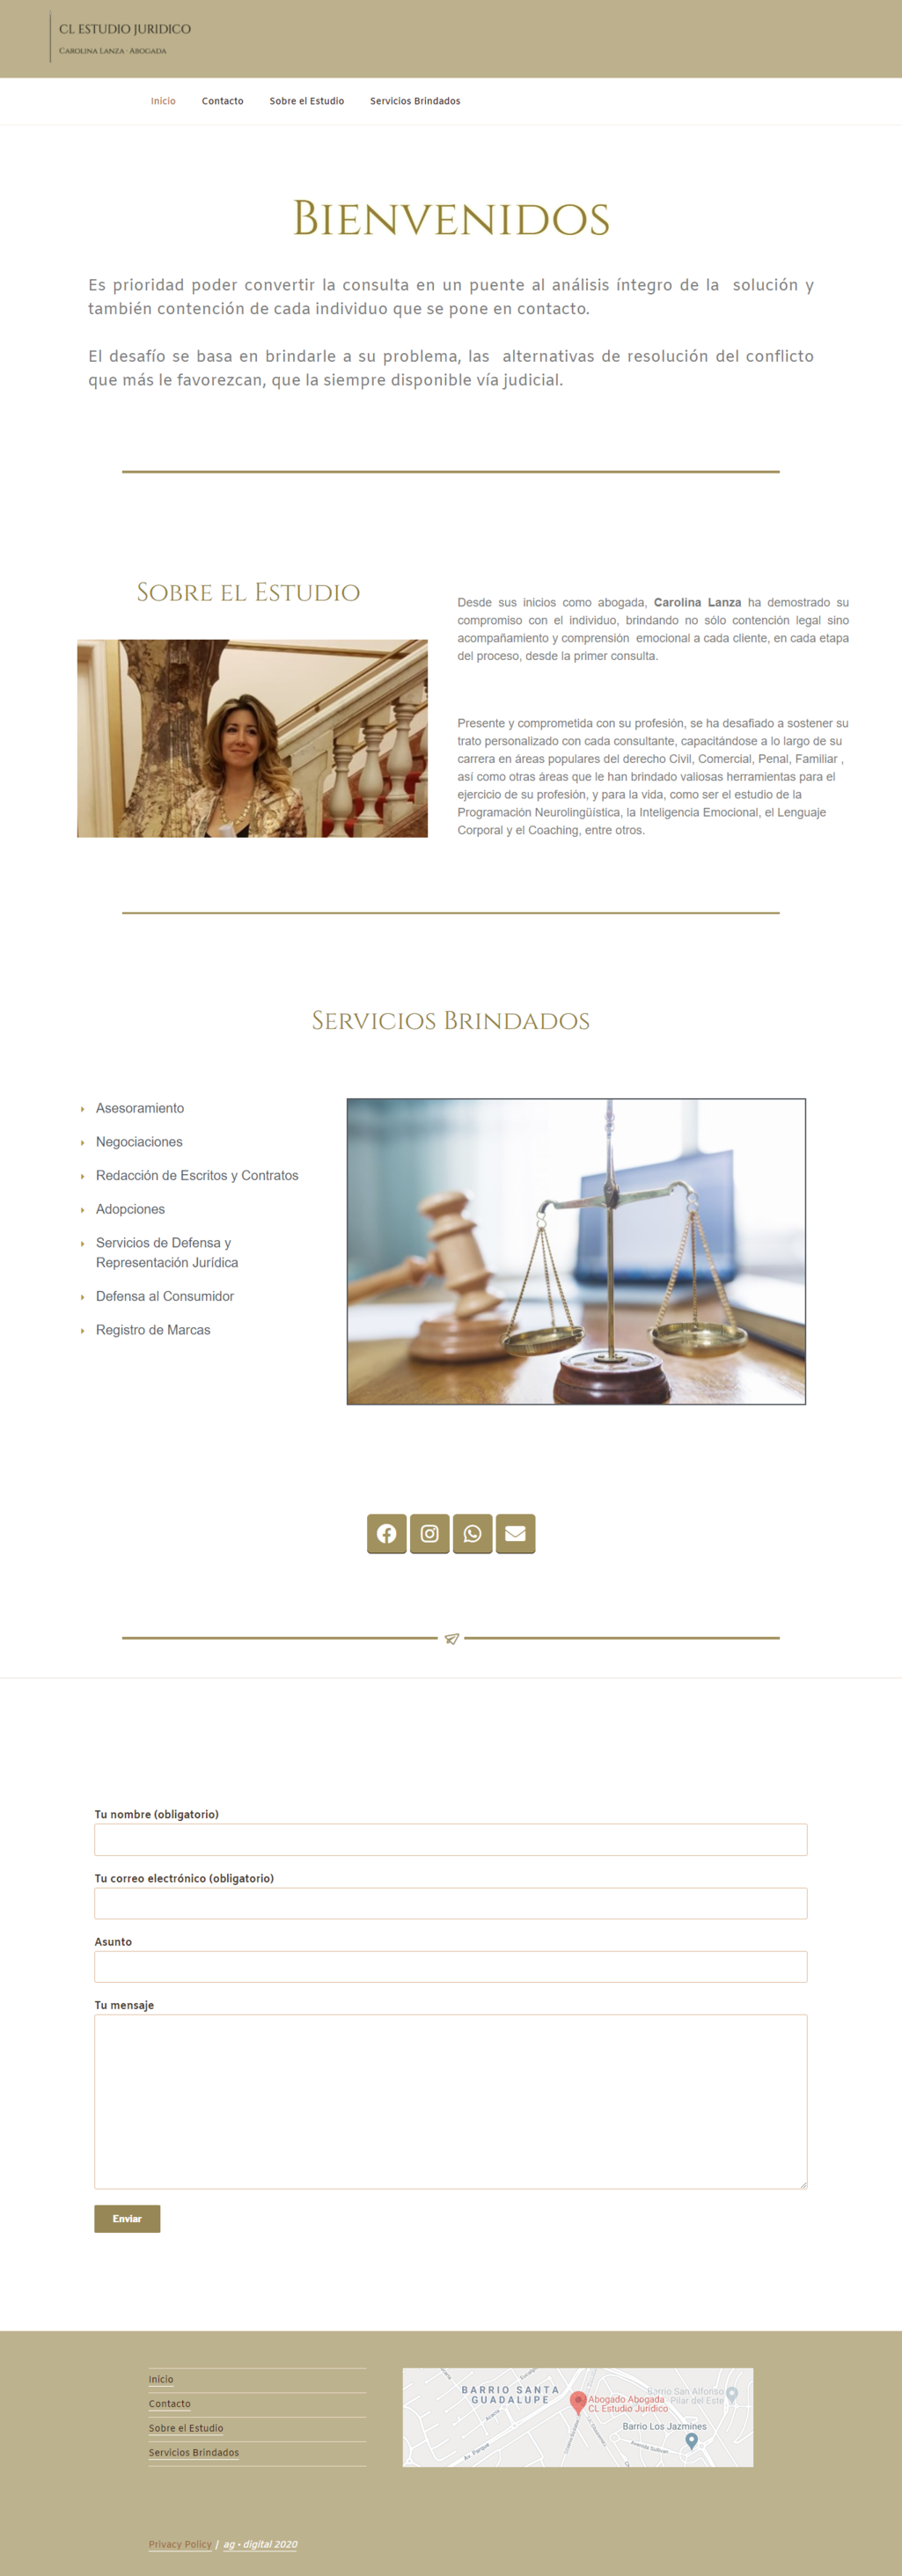 CL ESTUDIO JURIDICO
CAROLINA LANZA · ABOGADA
Inicio Contacto Sobre el Estudio Servicios Brindados
BIENVENIDOS
Es prioridad poder convertir la consulta en un puente al análisis íntegro de la solución y
también contención de cada individuo que se pone en contacto.
El desafío se basa en brindarle a su problema, las alternativas de resolución del conflicto
que más le favorezcan, que la siempre disponible vía judicial.
SOBRE EL ESTUDIO
Desde sus inicios como abogada, Carolina Lanza ha demostrado su
compromiso con el individuo, brindando no sólo contención legal sino
acompañamiento y comprensión emocional a cada cliente, en cada etapa
del proceso, desde la primer consulta.
Presente y comprometida con su profesión, se ha desafiado a sostener su
trato personalizado con cada consultante, capacitándose a lo largo de su
carrera en áreas populares del derecho Civil, Comercial, Penal, Familiar ,
así como otras áreas que le han brindado valiosas herramientas para el
ejercicio de su profesión, y para la vida, como ser el estudio de la
Programación Neurolingüística, la Inteligencia Emocional, el Lenguaje
Corporal y el Coaching, entre otros.
SERVICIOS BRINDADOS
Asesoramiento
Negociaciones
Redacción de Escritos y Contratos
Adopciones
Servicios de Defensa y
Representación Jurídica
Defensa al Consumidor
Registro de Marcas
Tu nombre (obligatorio)
Tu correo electrónico (obligatorio)
Asunto
Tu mensaje
Enviar
Inicio
Contacto
Sobre el Estudio
Servicios Brindados
BARRIO SANTA
GUADALUPE
Barrio San Alfonso
Pilar del Este
Abogado Abogada
CL Estudio Juridico
Barrio Los Jazmines
Acacia
Av. Parque
Avenida Sullivan
Privacy Policy / ag • digital 2020